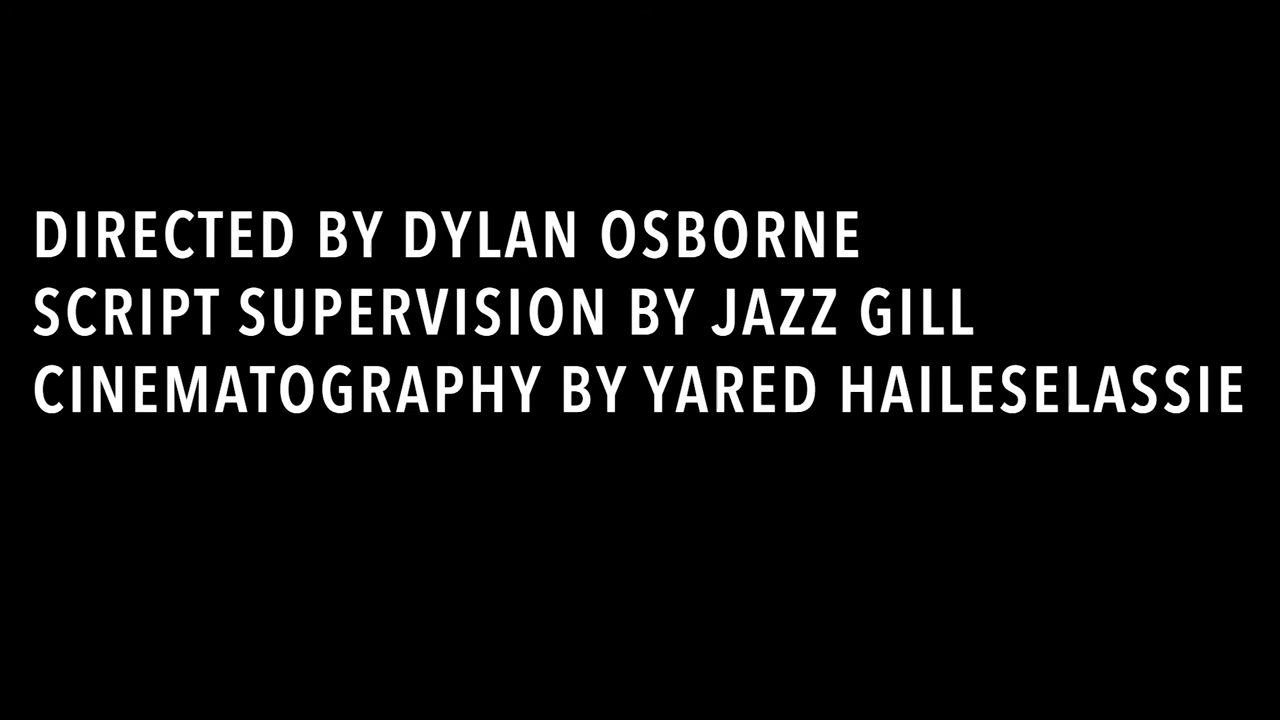 DIRECTED BY DYLAN OSBORNE
SCRIPT SUPERVISION BY JAZZ GILL
CINEMATOGRAPHY BY YARED HAILESELASSIE